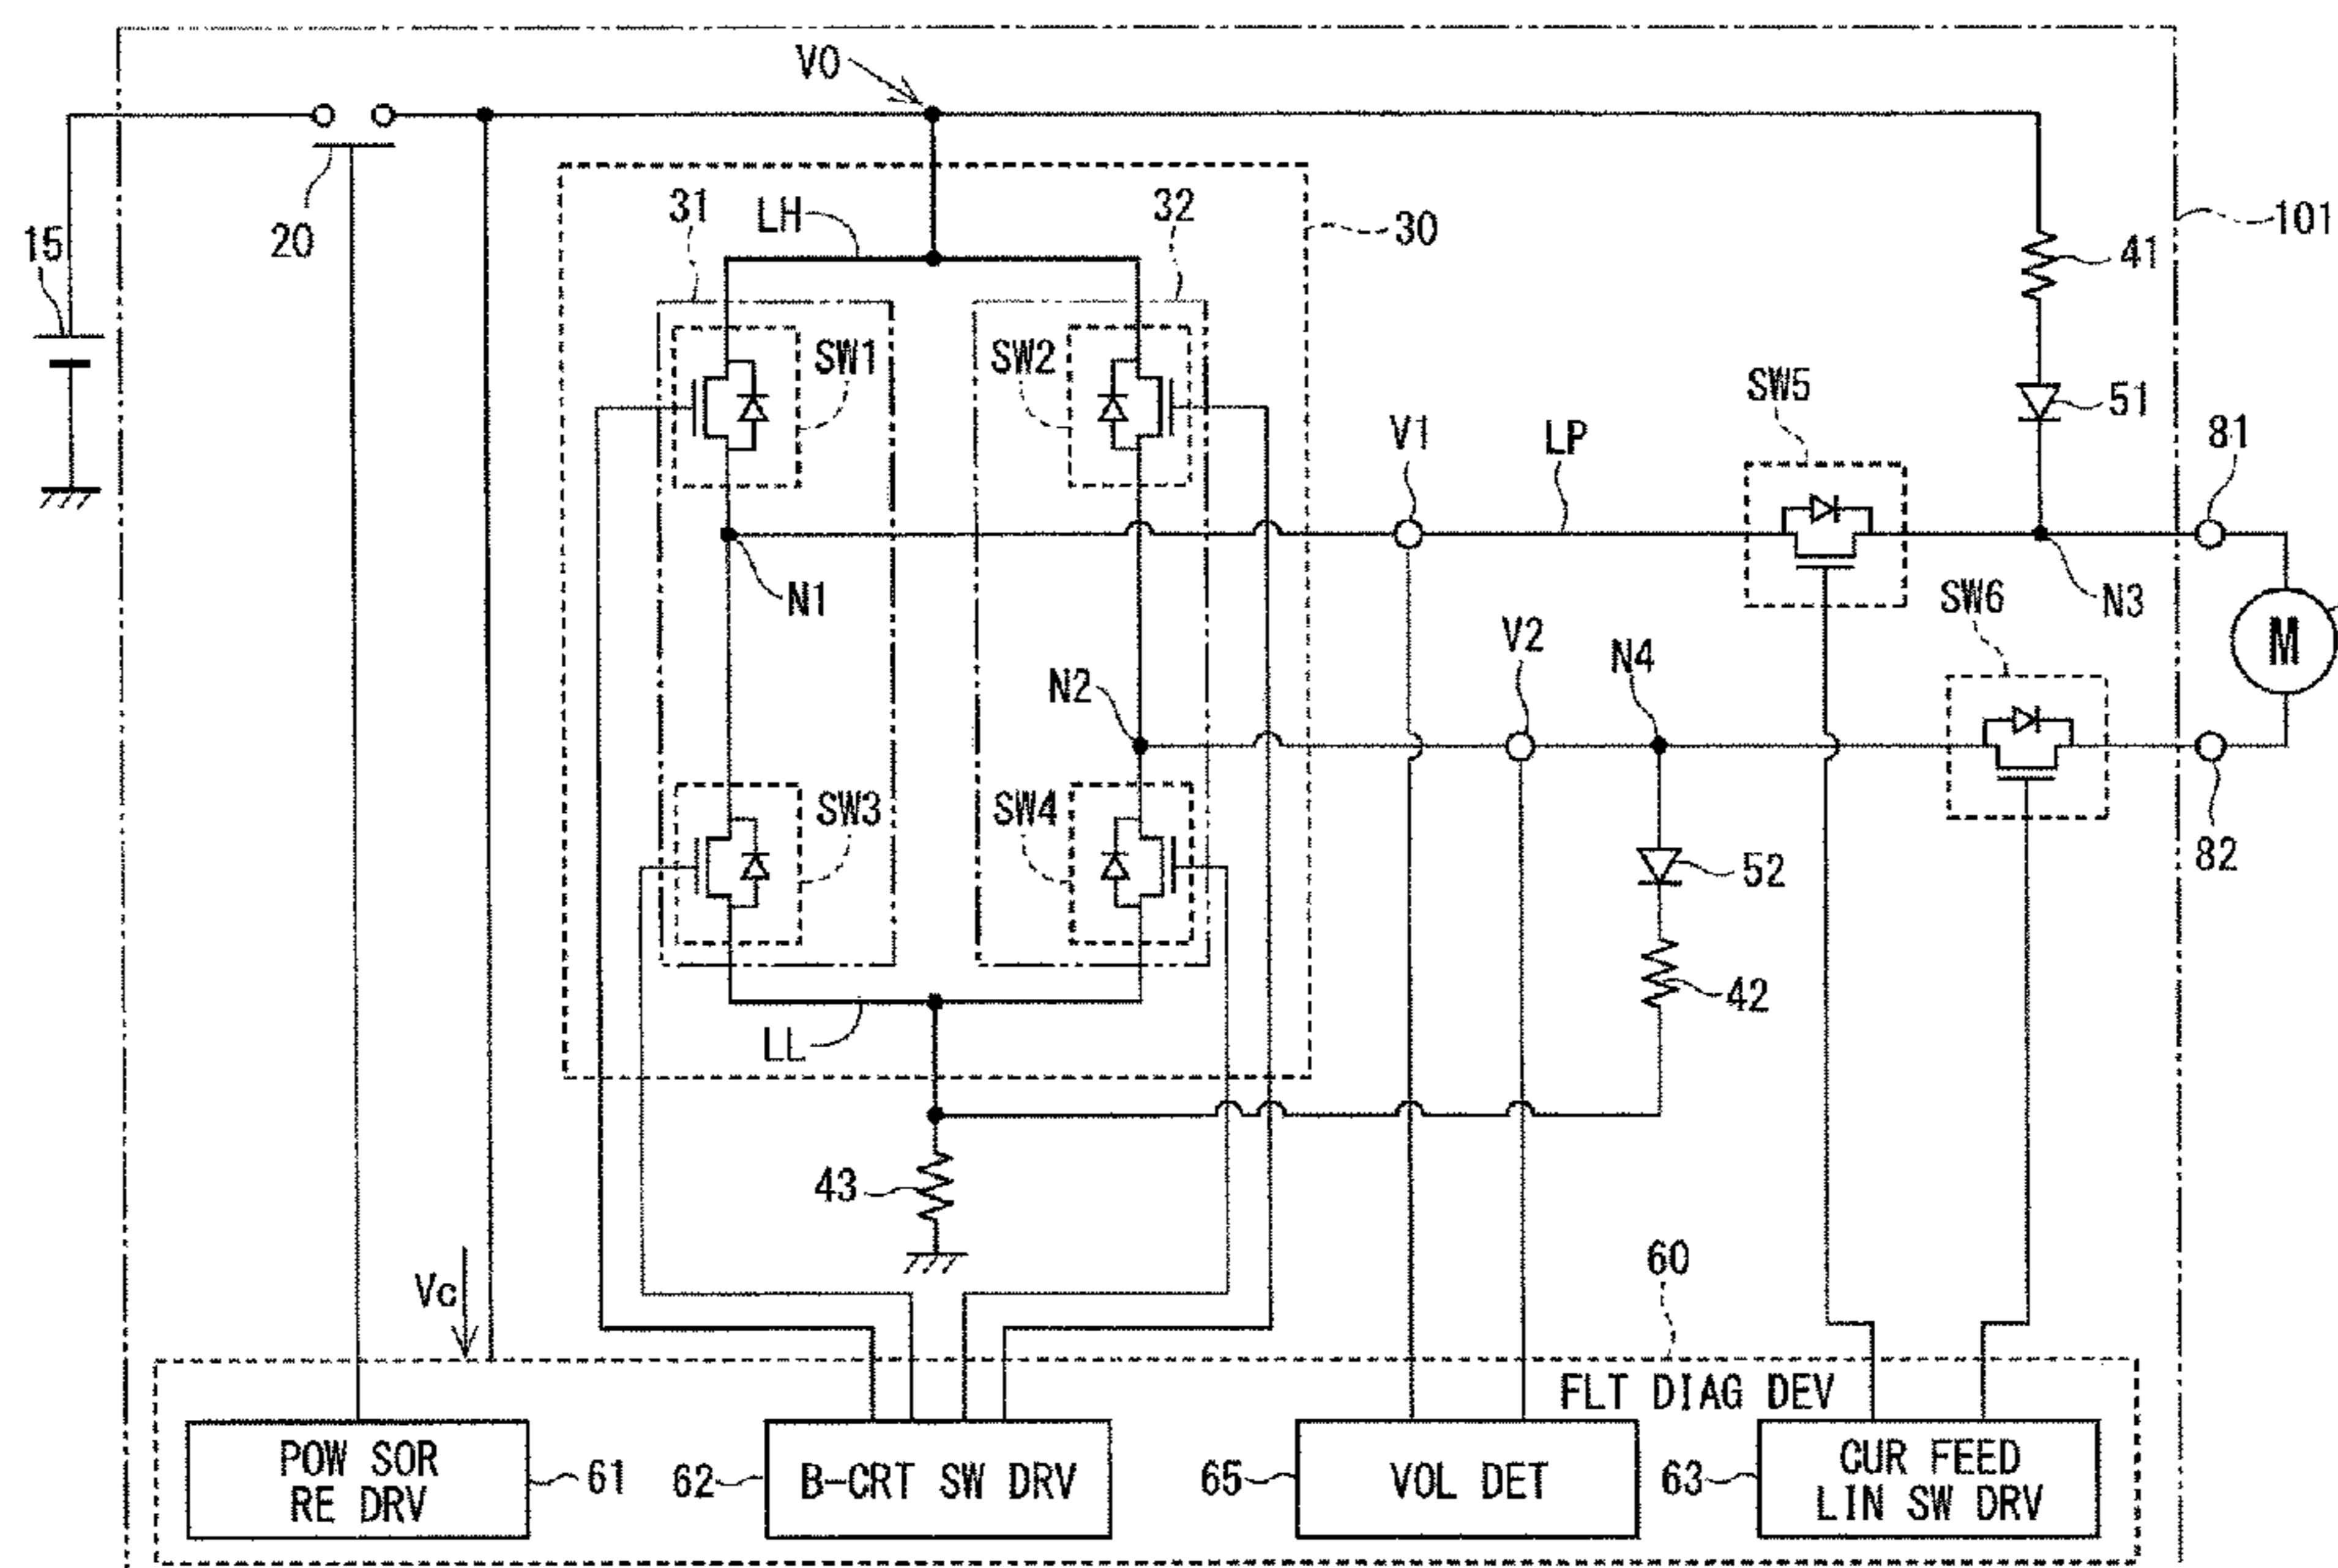 V0
20
15
31
LH
32
30
101
41
SW1
SW2
SW5
51
V1
LP
81
N1
N3
SW6
V2
N4
M
N2
SW3
SW4
52
82
42
LL
43
Vc
60
FLT DIAG DEV
POW SOR
RE DRV
61
62
B-CRT SW DRV
65
VOL DET
63
CUR FEED
LIN SW DRV